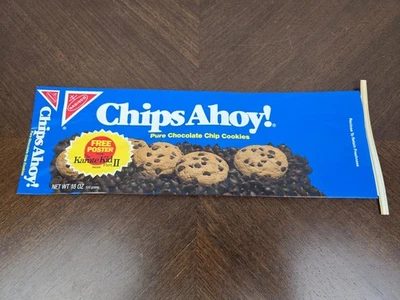 Chips Ahoy!
Chips Ahoy!
Pure Chocolate Chip Cookies
FREE
POSTER
Karate Kid
II
NET WT 18 OZ